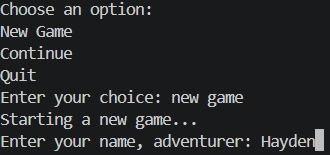 Choose an option:
New Game
Continue
Quit
Enter your choice: new game
Starting a new game...
Enter your name, adventurer: Hayden